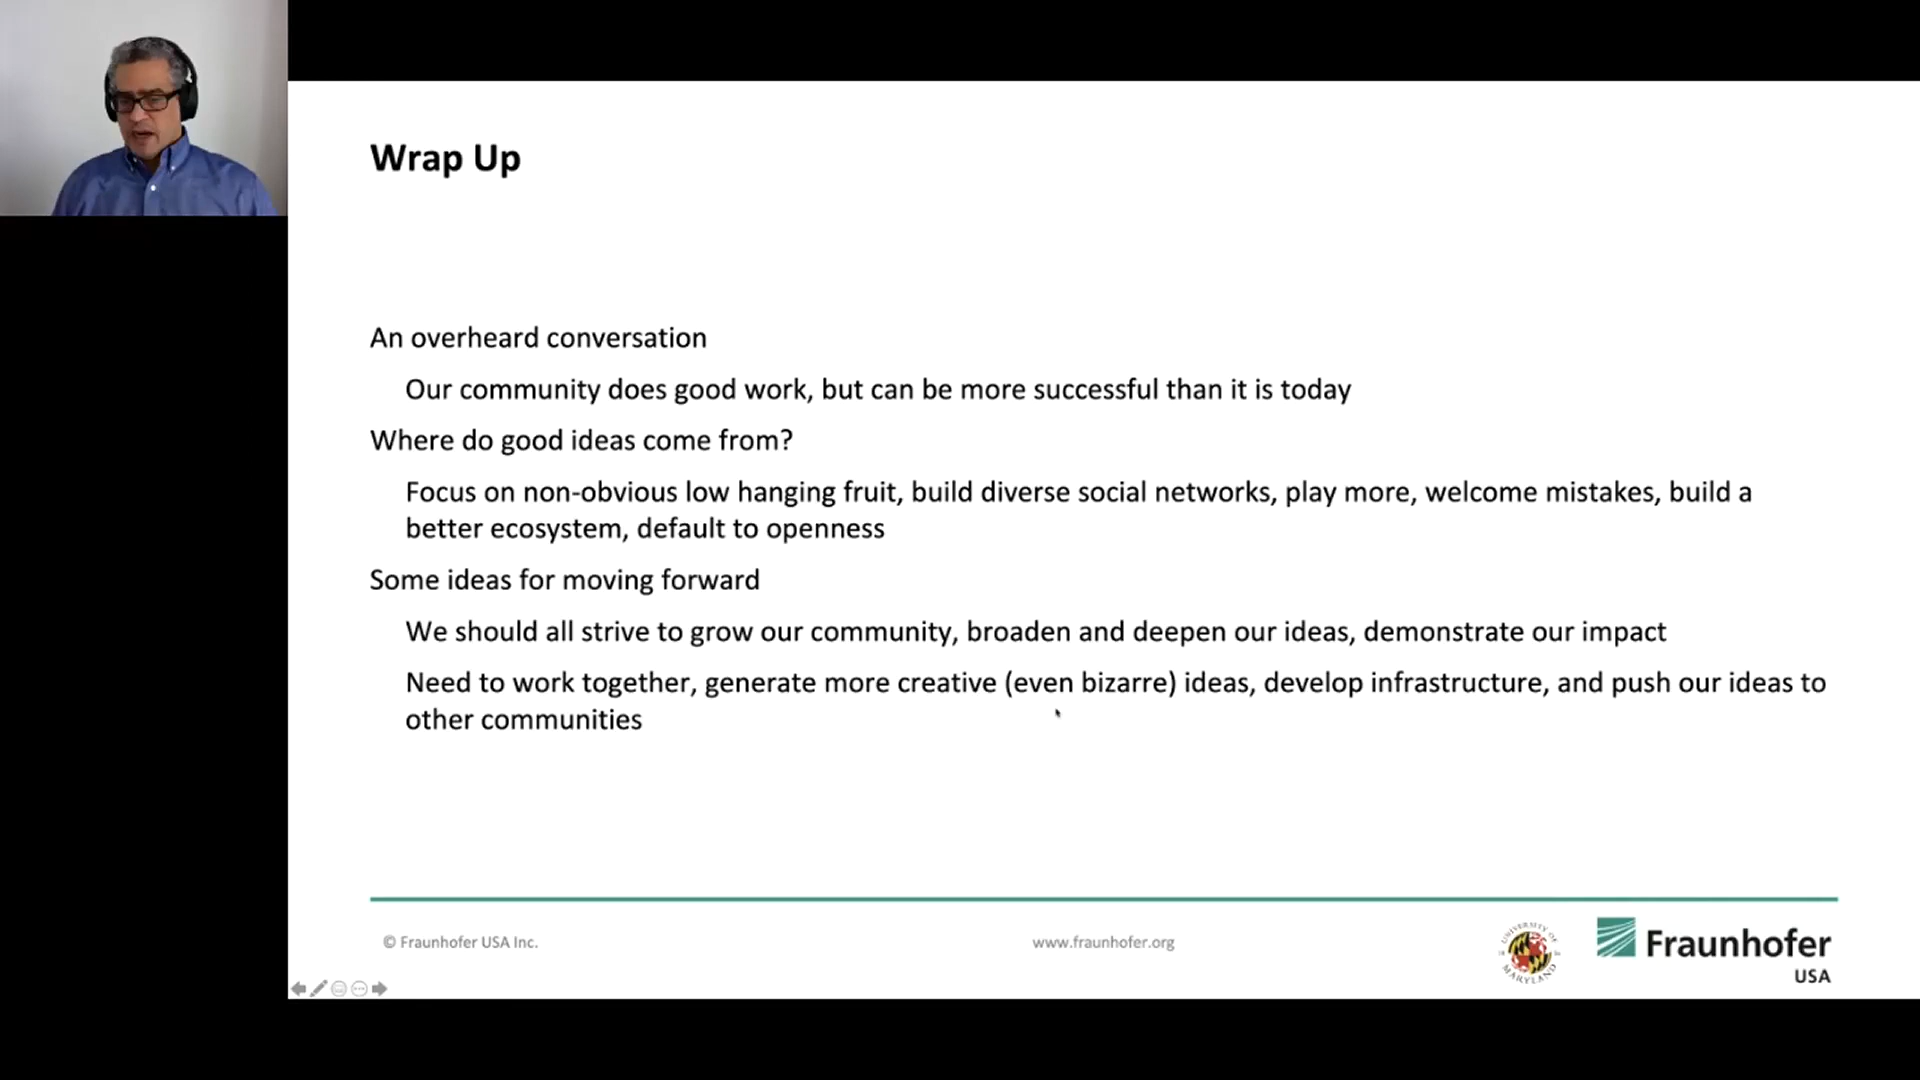 Wrap Up
An overheard conversation
Our community does good work, but can be more successful than it is today
Where do good ideas come from?
Focus on non-obvious low hanging fruit, build diverse social networks, play more, welcome mistakes, build a
better ecosystem, default to openness
Some ideas for moving forward
We should all strive to grow our community, broaden and deepen our ideas, demonstrate our impact
Need to work together, generate more creative (even bizarre) ideas, develop infrastructure, and push our ideas to
other communities
© Fraunhofer USA Inc.
www.fraunhofer.org
UNIVERSITY OF
MARYLAND
Fraunhofer
USA